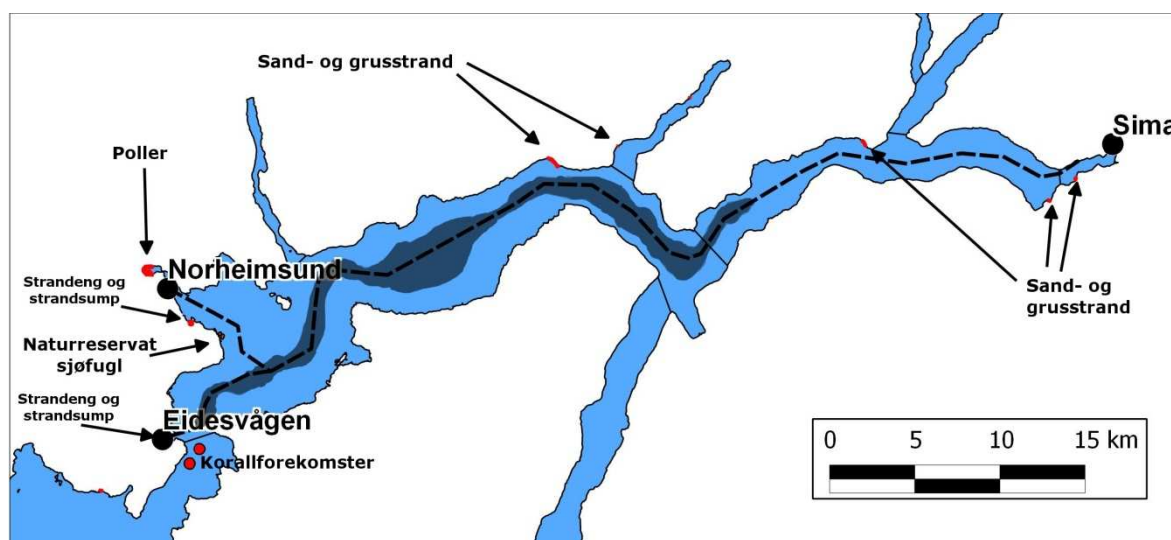 Sand- og grusstrand
Sima
Poller
Norheimsund
Strandeng og
strandsump
Naturreservat
sjøfugl
Sand- og
grusstrand
Strandeng og
strandsump
Eidesvågen
Korallforekomster
0 5 10 15 km